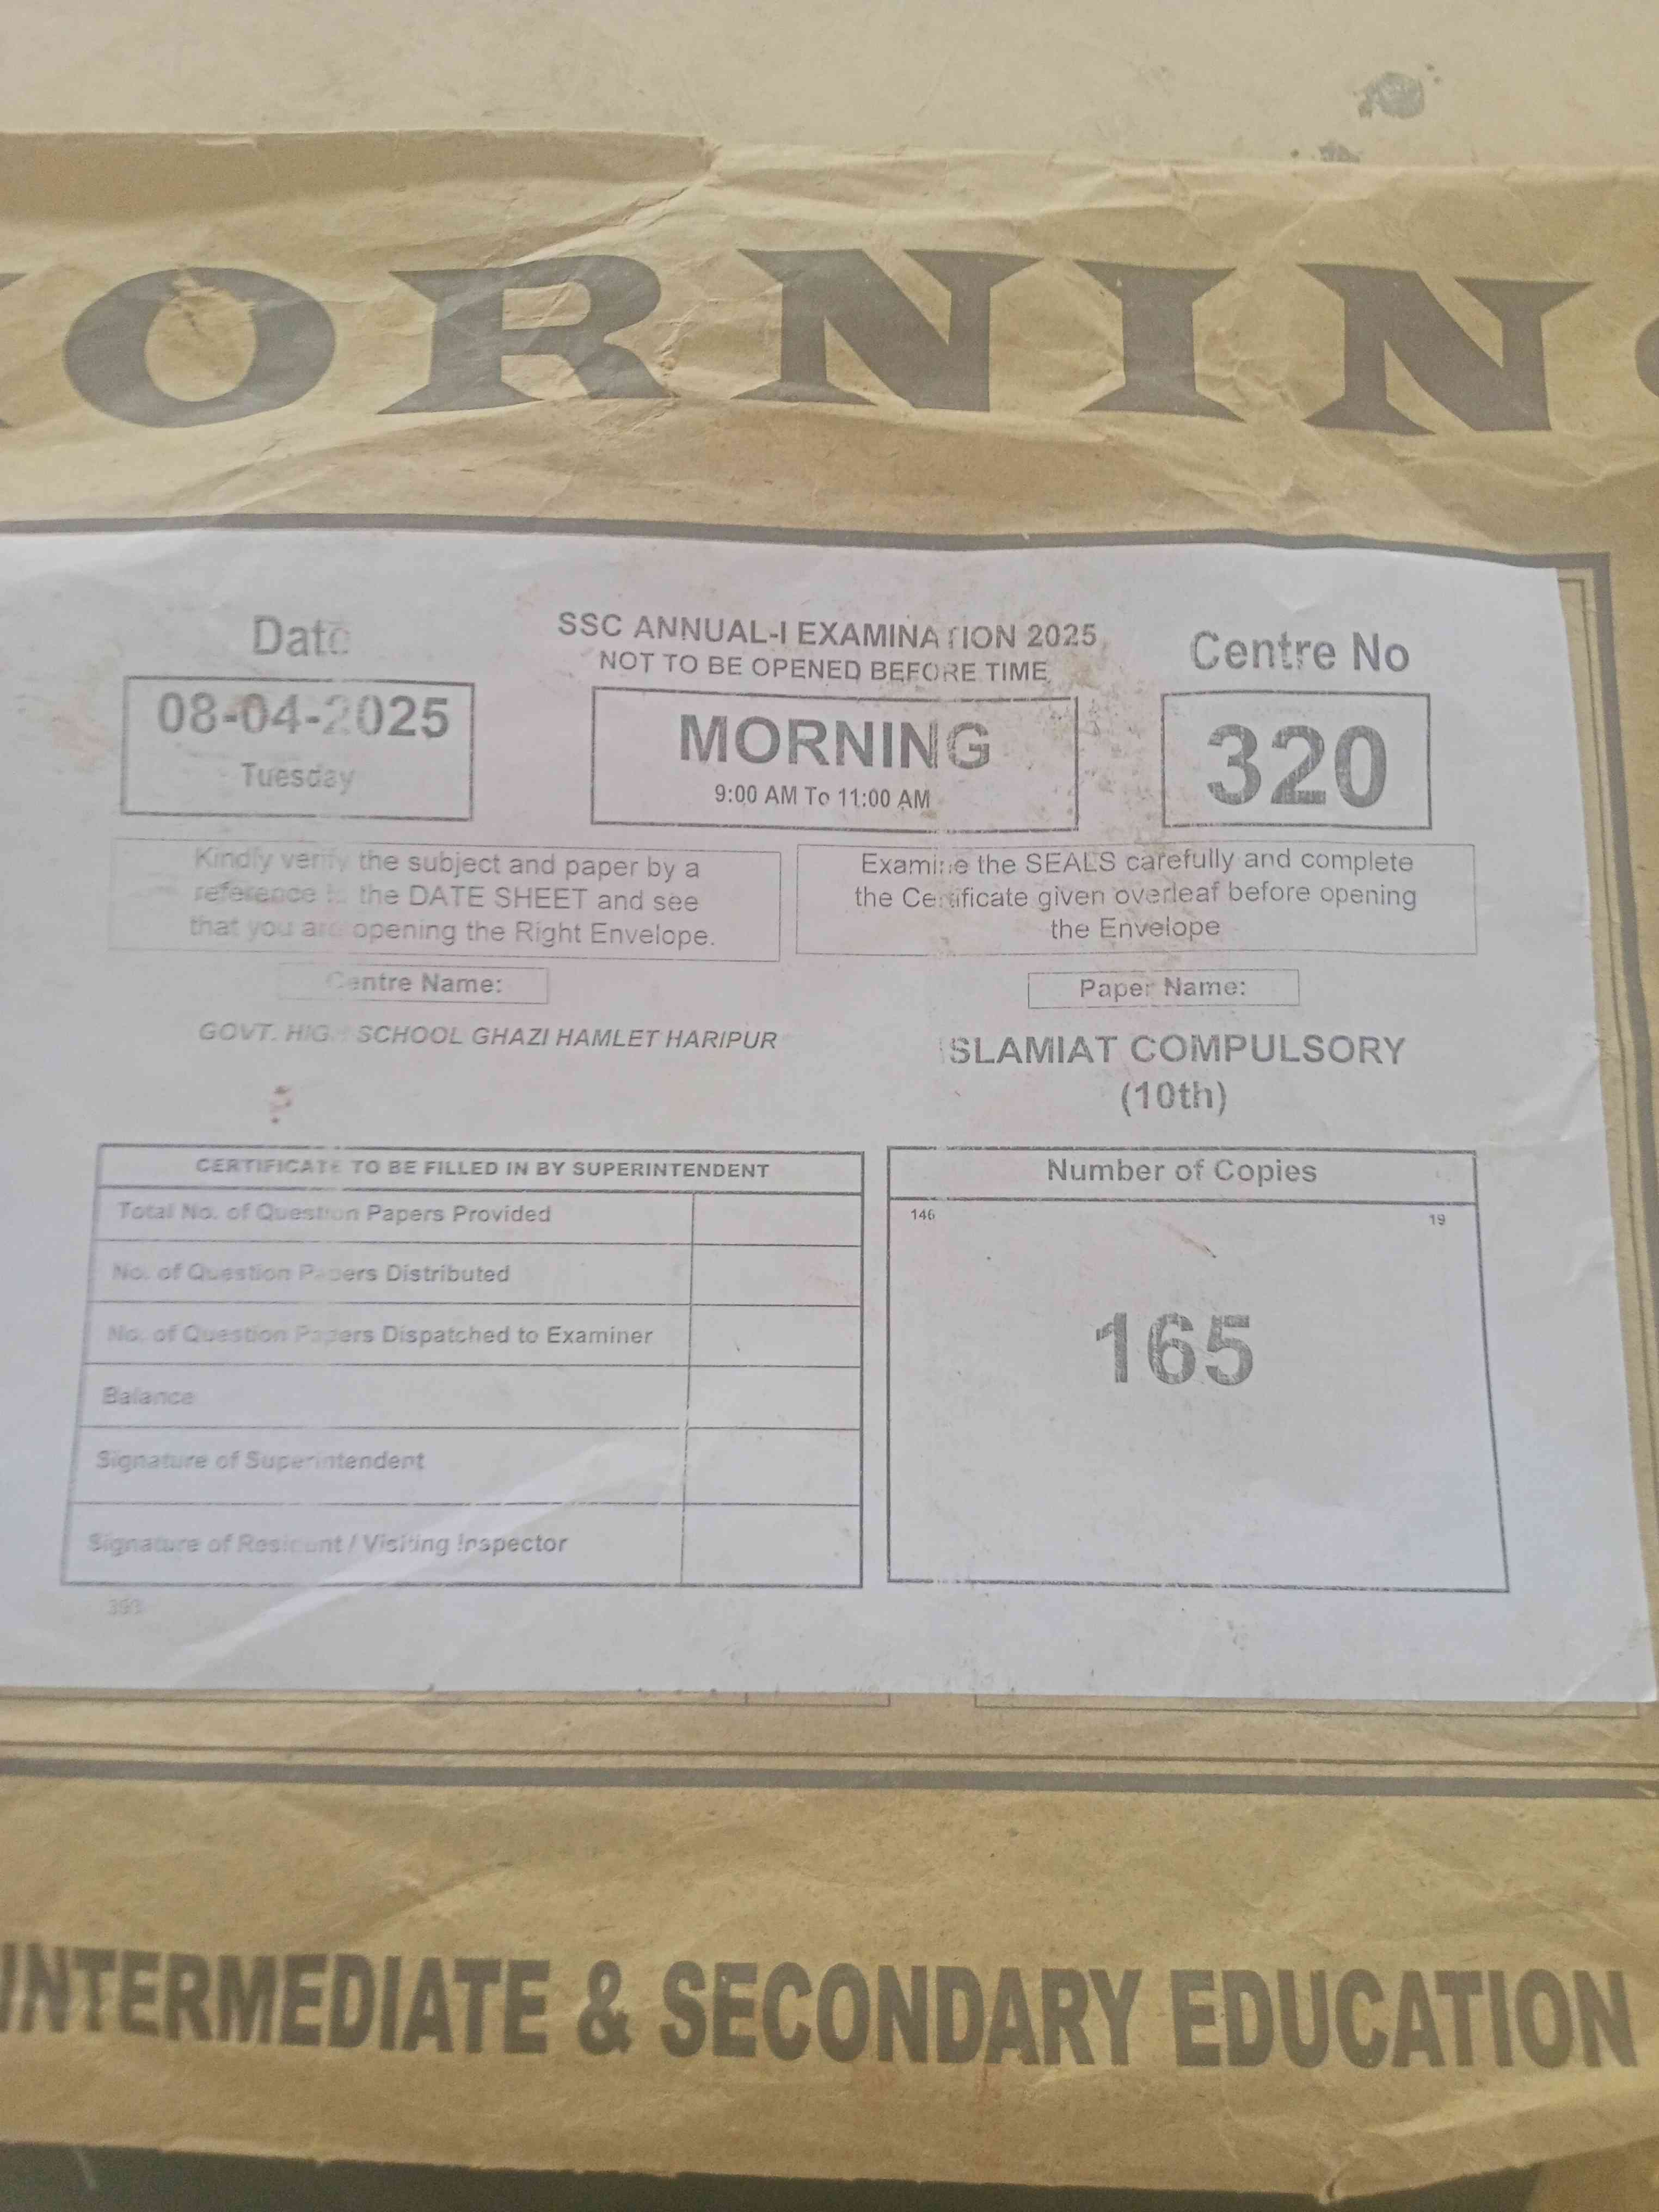 MORNING
Date
SSC ANNUAL-I EXAMINATION 2025
NOT TO BE OPENED BEFORE TIME
Centre No
08-04-2025
Tuesday
MORNING
9:00 AM To 11:00 AM
320
Kindly verify the subject and paper by a
reference to the DATE SHEET and see
that you are opening the Right Envelope.
Examine the SEALS carefully and complete
the Certificate given overleaf before opening
the Envelope
Centre Name:
Paper Name:
GOVT. HIGH SCHOOL GHAZI HAMLET HARIPUR
ISLAMIAT COMPULSORY
(10th)
CERTIFICATE TO BE FILLED IN BY SUPERINTENDENT
Total No. of Question Papers Provided
No. of Question Papers Distributed
No. of Question Papers Dispatched to Examiner
Balance
Signature of Superintendent
Signature of Resident / Visiting Inspector
Number of Copies
146 19
165
393
INTERMEDIATE & SECONDARY EDUCATION